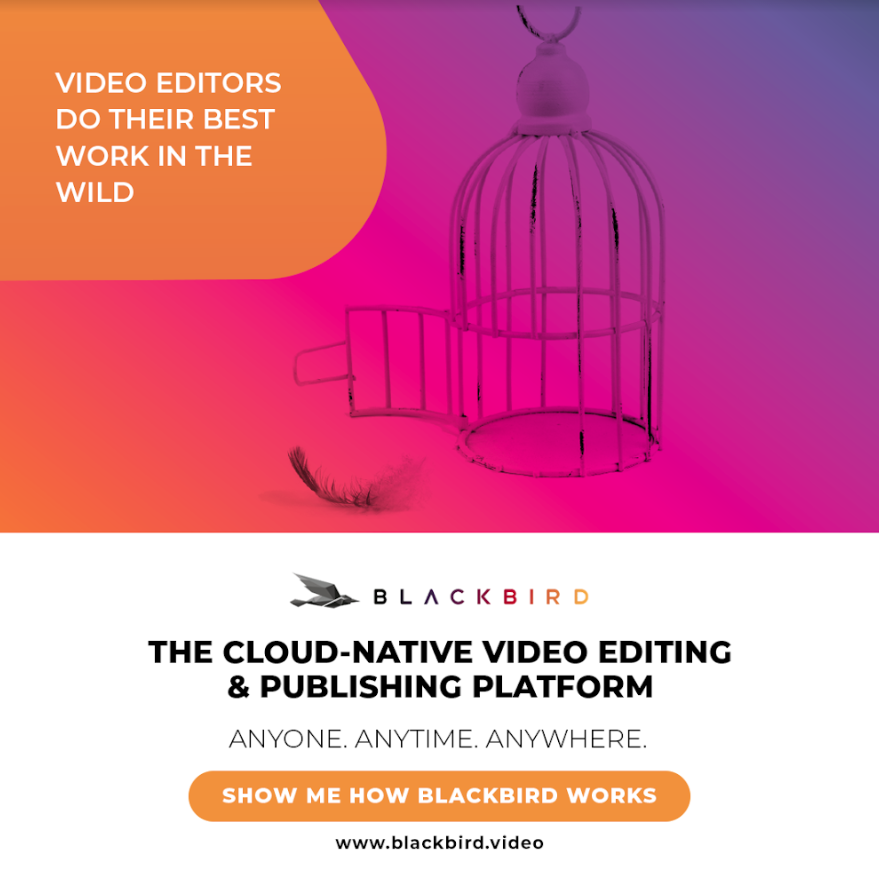 VIDEO EDITORS
DO THEIR BEST
WORK IN THE
WILD
BLACKBIRD
THE CLOUD-NATIVE VIDEO EDITING
& PUBLISHING PLATFORM
ANYONE. ANYTIME. ANYWHERE.
SHOW ME HOW BLACKBIRD WORKS
www.blackbird.video